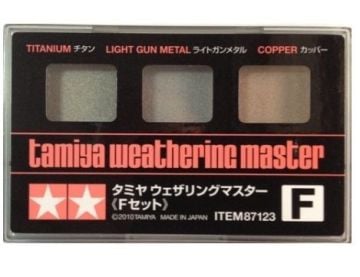 TITANIUM チタン LIGHT GUN METAL ライトガンメタル COPPER カッパー
tamiya weathering master
タミヤ ウェザリングマスター
《Fセット》 F
©2010 TAMIYA MADE IN JAPAN ITEM87123